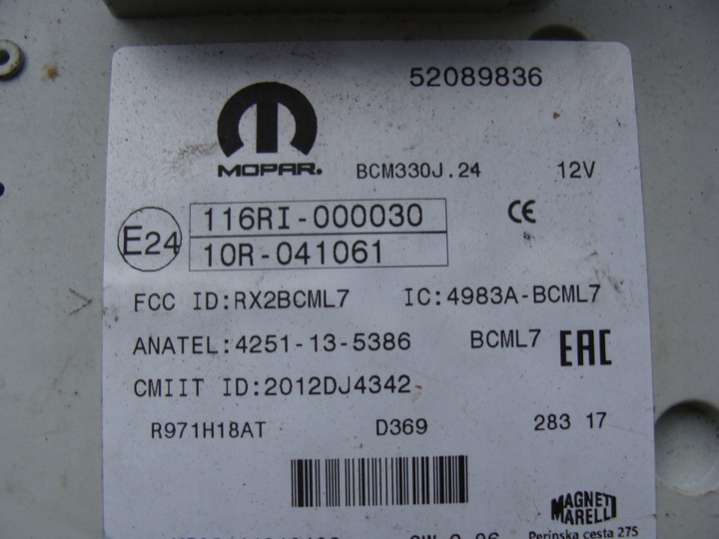 52089836
MOPAR.
BCM330J.24 12V
E24
116RI-000030
10R-041061
CE
FCC ID:RX2BCML7 IC:4983A-BCML7
ANATEL:4251-13-5386 BCML7 EAC
CMIIT ID:2012DJ4342
R971H18AT D369 283 17
MAGNETI
MARELLI
Perinska cesta 275